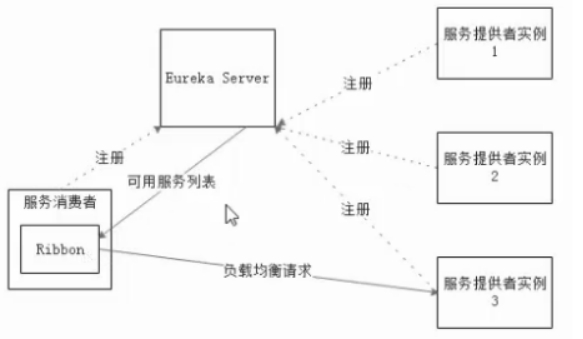 服务提供者实例
1
Eureka Server
注册
注册
服务提供者实例
2
注册
可用服务列表
服务消费者
注册
Ribbon
负载均衡请求
服务提供者实例
3